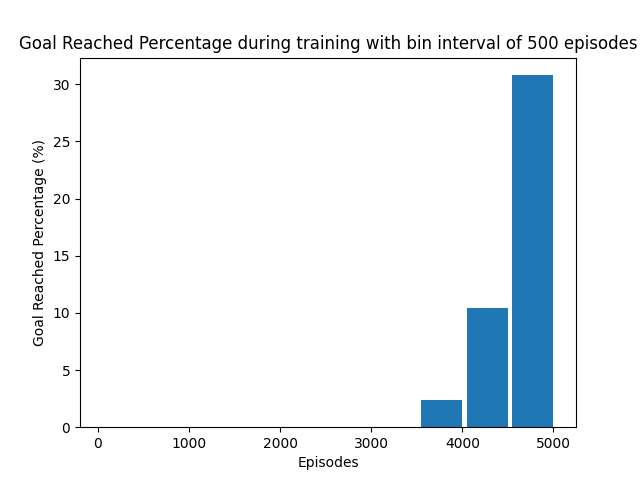 Goal Reached Percentage during training with bin interval of 500 episodes
Goal Reached Percentage (%)
30
25
20
15
10
5
0
0 1000 2000 3000 4000 5000
Episodes